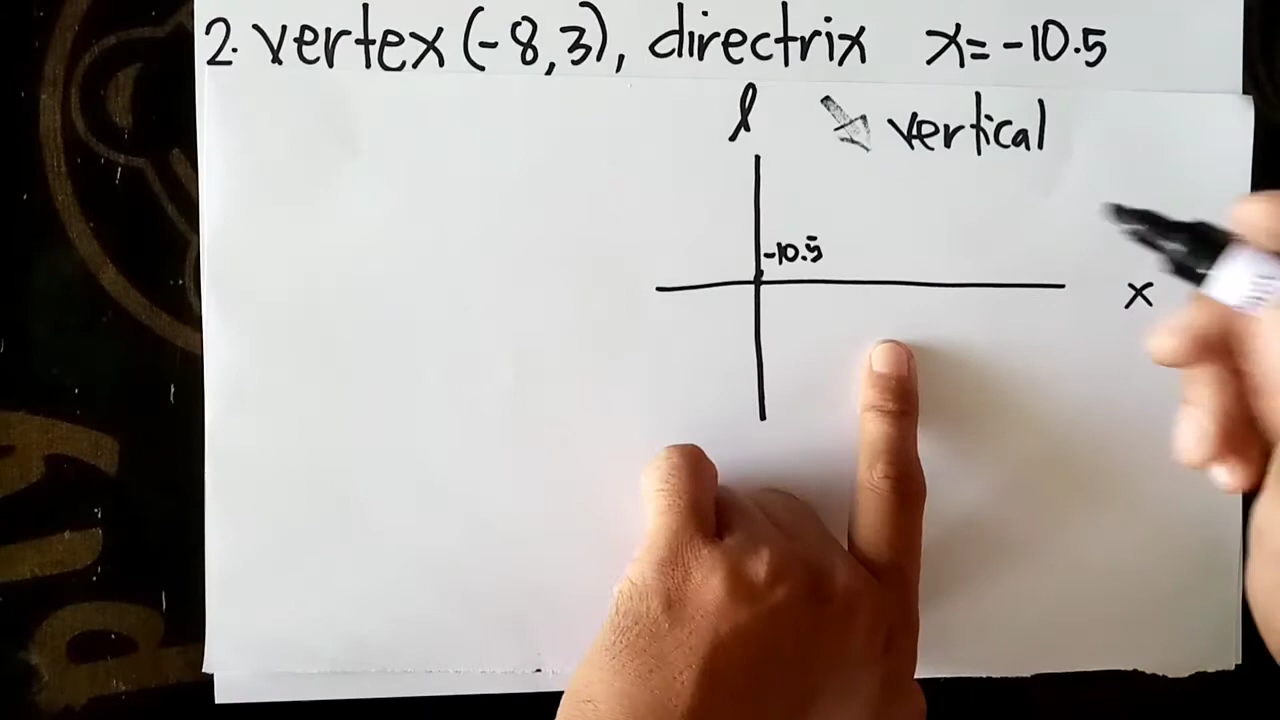 2. vertex (-8,3), directrix x= -10.5
l vertical
-10.5
x